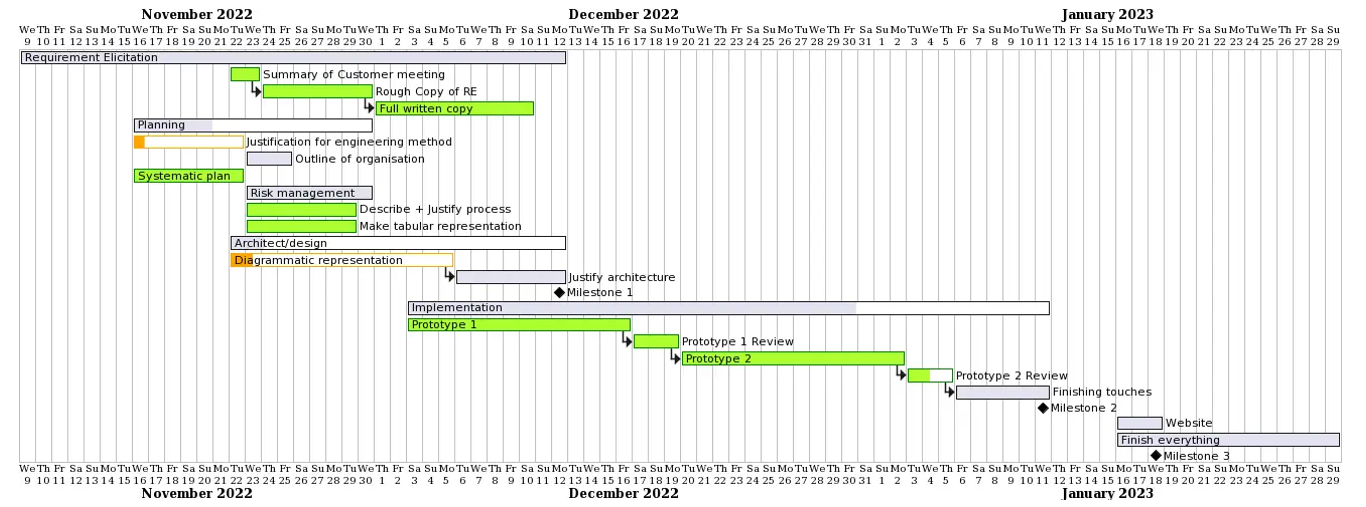 November 2022 December 2022 January 2023
We Th Fr Sa Su Mo Tu We Th Fr Sa Su Mo Tu We Th Fr Sa Su Mo Tu We Th Fr Sa Su Mo Tu We Th Fr Sa Su Mo Tu We Th Fr Sa Su Mo Tu We Th Fr Sa Su Mo Tu We Th Fr Sa Su Mo Tu We Th Fr Sa Su Mo Tu We Th Fr Sa Su Mo Tu We Th Fr Sa Su Mo Tu We Th Fr Sa Su
9 10 11 12 13 14 15 16 17 18 19 20 21 22 23 24 25 26 27 28 29 30 1 2 3 4 5 6 7 8 9 10 11 12 13 14 15 16 17 18 19 20 21 22 23 24 25 26 27 28 29 30 31 1 2 3 4 5 6 7 8 9 10 11 12 13 14 15 16 17 18 19 20 21 22 23 24 25 26 27 28 29
Requirement Elicitation
Summary of Customer meeting
Rough Copy of RE
Full written copy
Planning
Justification for engineering method
Outline of organisation
Systematic plan
Risk management
Describe + Justify process
Make tabular representation
Architect/design
Diagrammatic representation
Justify architecture
Milestone 1
Implementation
Prototype 1
Prototype 1 Review
Prototype 2
Prototype 2 Review
Finishing touches
Milestone 2
Website
Finish everything
Milestone 3
We Th Fr Sa Su Mo Tu We Th Fr Sa Su Mo Tu We Th Fr Sa Su Mo Tu We Th Fr Sa Su Mo Tu We Th Fr Sa Su Mo Tu We Th Fr Sa Su Mo Tu We Th Fr Sa Su Mo Tu We Th Fr Sa Su Mo Tu We Th Fr Sa Su Mo Tu We Th Fr Sa Su Mo Tu We Th Fr Sa Su Mo Tu We Th Fr Sa Su
9 10 11 12 13 14 15 16 17 18 19 20 21 22 23 24 25 26 27 28 29 30 1 2 3 4 5 6 7 8 9 10 11 12 13 14 15 16 17 18 19 20 21 22 23 24 25 26 27 28 29 30 31 1 2 3 4 5 6 7 8 9 10 11 12 13 14 15 16 17 18 19 20 21 22 23 24 25 26 27 28 29
November 2022 December 2022 January 2023